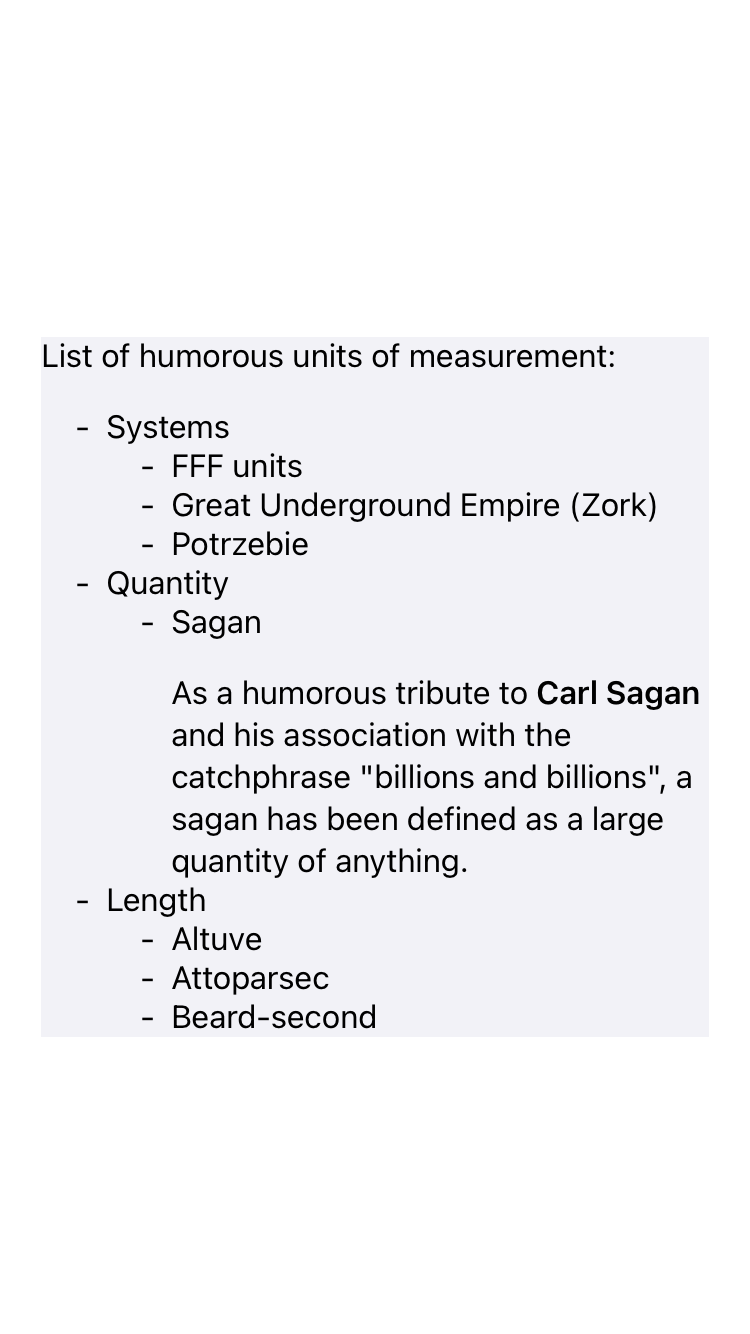 List of humorous units of measurement:
- Systems
- FFF units
- Great Underground Empire (Zork)
- Potrzebie
- Quantity
- Sagan
As a humorous tribute to Carl Sagan
and his association with the
catchphrase "billions and billions", a
sagan has been defined as a large
quantity of anything.
- Length
- Altuve
- Attoparsec
- Beard-second